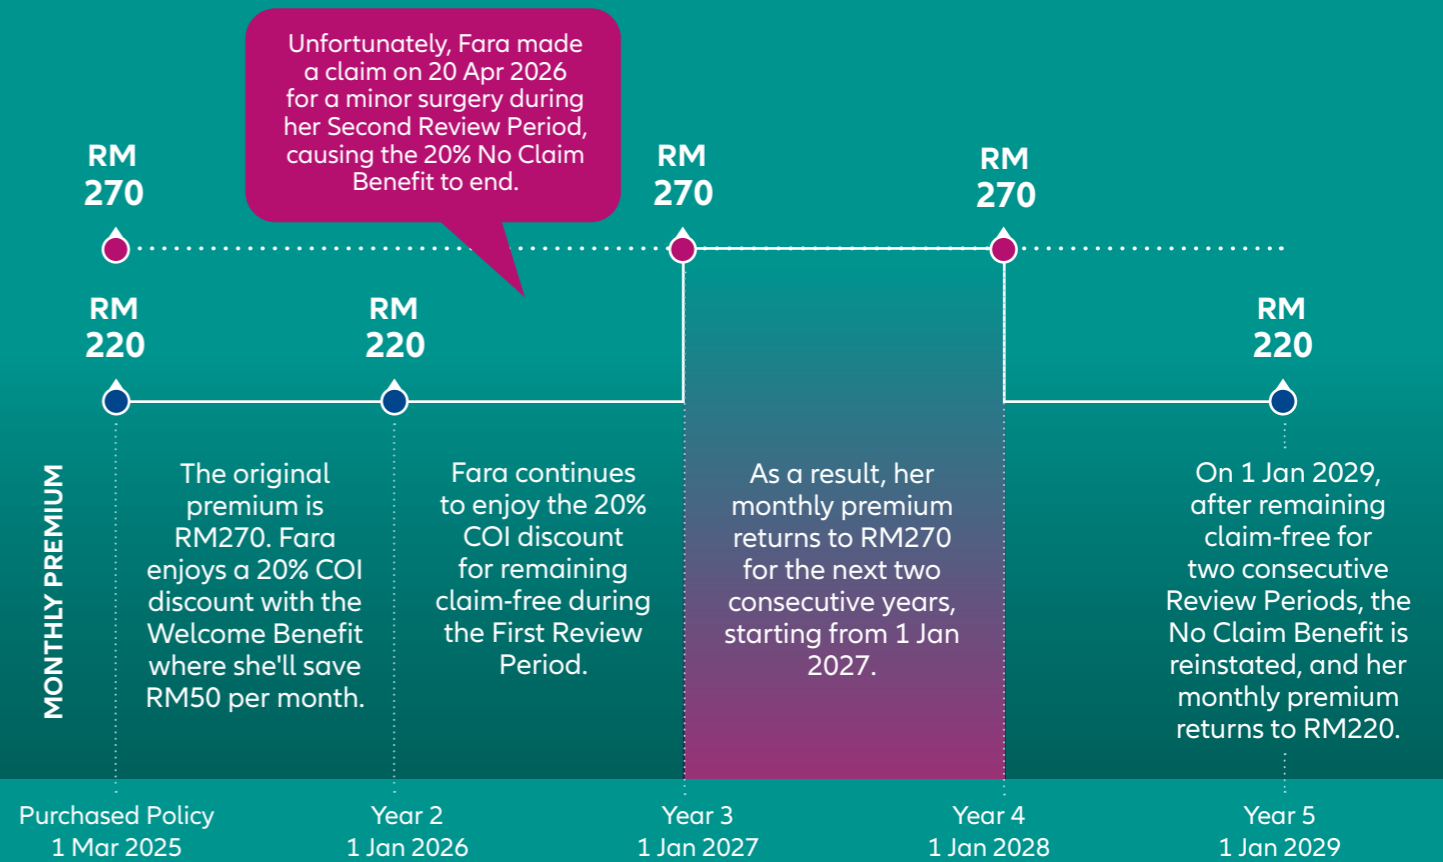 Unfortunately, Fara made
a claim on 20 Apr 2026
for a minor surgery during
her Second Review Period,
causing the 20% No Claim
Benefit to end.
RM
270
RM
270
RM
270
RM
220
RM
220
RM
220
MONTHLY PREMIUM
The original
premium is
RM270. Fara
enjoys a 20% COI
discount with the
Welcome Benefit
where she'll save
RM50 per month.
Fara continues
to enjoy the 20%
COI discount
for remaining
claim-free during
the First Review
Period.
As a result, her
monthly premium
returns to RM270
for the next two
consecutive years,
starting from 1 Jan
2027.
On 1 Jan 2029,
after remaining
claim-free for
two consecutive
Review Periods, the
No Claim Benefit is
reinstated, and her
monthly premium
returns to RM220.
Purchased Policy
1 Mar 2025
Year 2
1 Jan 2026
Year 3
1 Jan 2027
Year 4
1 Jan 2028
Year 5
1 Jan 2029